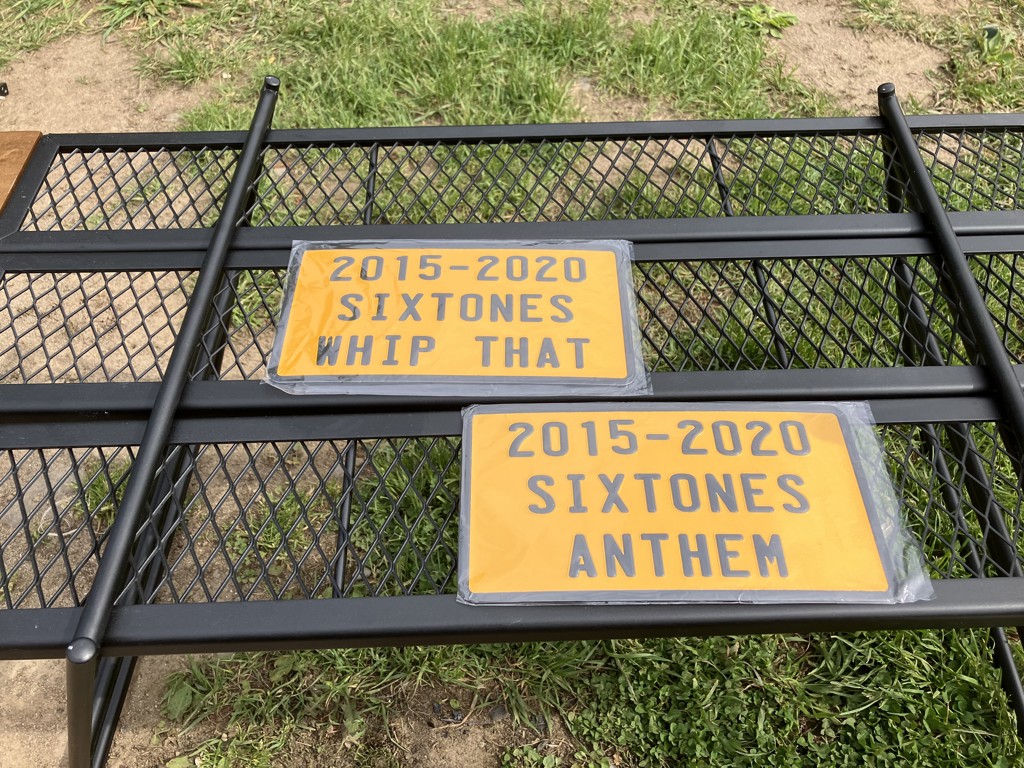 2015-2020
SIXTONES
WHIP THAT
2015-2020
SIXTONES
ANTHEM